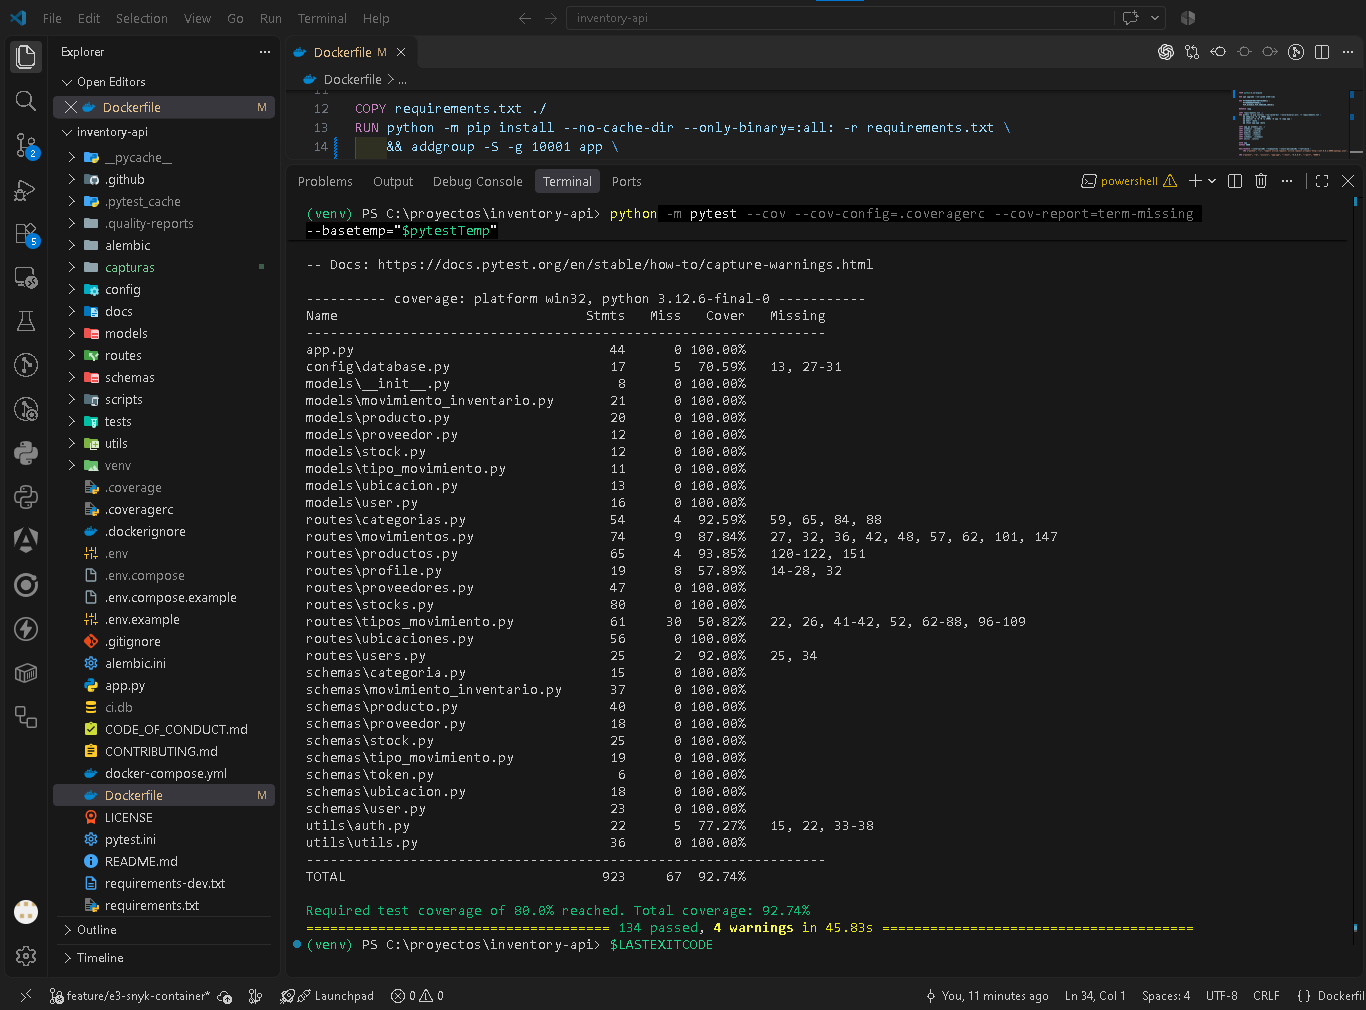 File Edit Selection View Go Run Terminal Help
inventory-api
Explorer
Open Editors
Dockerfile M
inventory-api
__pycache__
.github
.pytest_cache
.quality-reports
alembic
capturas
config
docs
models
routes
schemas
scripts
tests
utils
venv
.coverage
.coveragerc
.dockerignore
.env
.env.compose
.env.compose.example
.env.example
.gitignore
alembic.ini
app.py
ci.db
CODE_OF_CONDUCT.md
CONTRIBUTING.md
docker-compose.yml
Dockerfile M
LICENSE
pytest.ini
README.md
requirements-dev.txt
requirements.txt
Outline
Timeline
2
5
Dockerfile M
Dockerfile > ...
11
12 COPY requirements.txt ./
13 RUN python -m pip install --no-cache-dir --only-binary=:all: -r requirements.txt \
14 && addgroup -S -g 10001 app \
Problems Output Debug Console Terminal Ports
powershell
(venv) PS C:\proyectos\inventory-api> python -m pytest --cov --cov-config=.coveragerc --cov-report=term-missing
--basetemp="$pytestTemp"
-- Docs: https://docs.pytest.org/en/stable/how-to/capture-warnings.html
---------- coverage: platform win32, python 3.12.6-final-0 -----------
Name Stmts Miss Cover Missing
------------------------------------------------------------------
app.py 44 0 100.00%
config\database.py 17 5 70.59% 13, 27-31
models\__init__.py 8 0 100.00%
models\movimiento_inventario.py 21 0 100.00%
models\producto.py 20 0 100.00%
models\proveedor.py 12 0 100.00%
models\stock.py 12 0 100.00%
models\tipo_movimiento.py 11 0 100.00%
models\ubicacion.py 13 0 100.00%
models\user.py 16 0 100.00%
routes\categorias.py 54 4 92.59% 59, 65, 84, 88
routes\movimientos.py 74 9 87.84% 27, 32, 36, 42, 48, 57, 62, 101, 147
routes\productos.py 65 4 93.85% 120-122, 151
routes\profile.py 19 8 57.89% 14-28, 32
routes\proveedores.py 47 0 100.00%
routes\stocks.py 80 0 100.00%
routes\tipos_movimiento.py 61 30 50.82% 22, 26, 41-42, 52, 62-88, 96-109
routes\ubicaciones.py 56 0 100.00%
routes\users.py 25 2 92.00% 25, 34
schemas\categoria.py 15 0 100.00%
schemas\movimiento_inventario.py 37 0 100.00%
schemas\producto.py 40 0 100.00%
schemas\proveedor.py 18 0 100.00%
schemas\stock.py 25 0 100.00%
schemas\tipo_movimiento.py 19 0 100.00%
schemas\token.py 6 0 100.00%
schemas\ubicacion.py 18 0 100.00%
schemas\user.py 23 0 100.00%
utils\auth.py 22 5 77.27% 15, 22, 33-38
utils\utils.py 36 0 100.00%
------------------------------------------------------------------
TOTAL 923 67 92.74%
Required test coverage of 80.0% reached. Total coverage: 92.74%
======================================= 134 passed, 4 warnings in 45.83s ========================================
(venv) PS C:\proyectos\inventory-api> $LASTEXITCODE
feature/e3-snyk-container* Launchpad 0 0 You, 11 minutes ago Ln 34, Col 1 Spaces: 4 UTF-8 CRLF { } Dockerfil